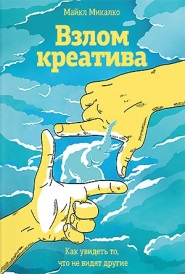 Майкл Микалко
Взлом
креатива
Как увидеть то,
что не видят другие